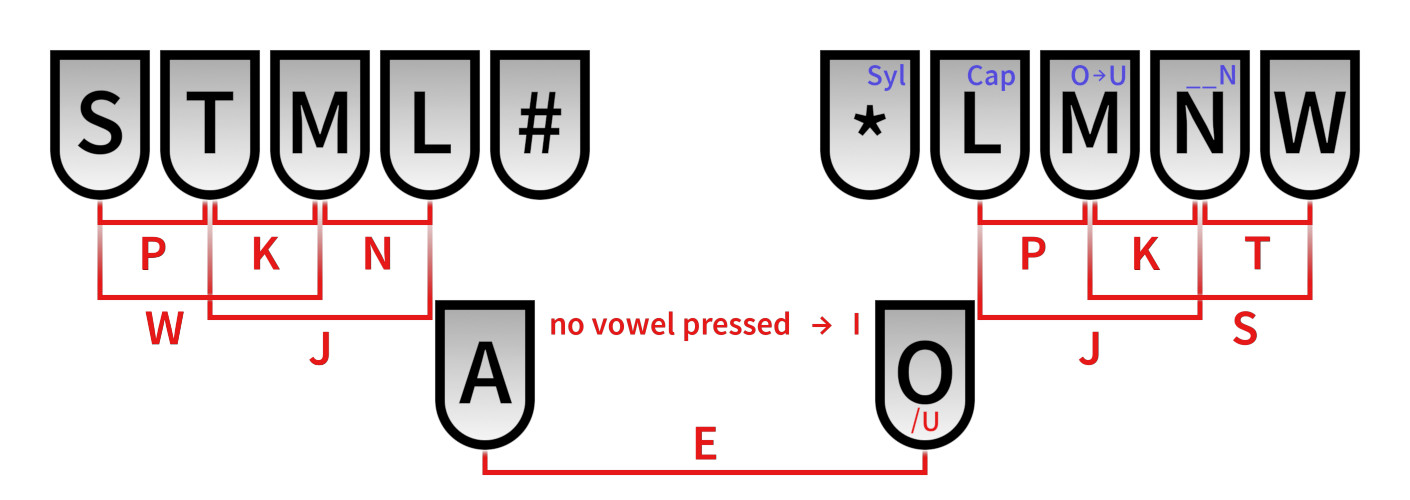 Syl Cap O→U __N
S T M L # * L M N W
P K N P K T
W J J S
no vowel pressed → I
A O
/U
E